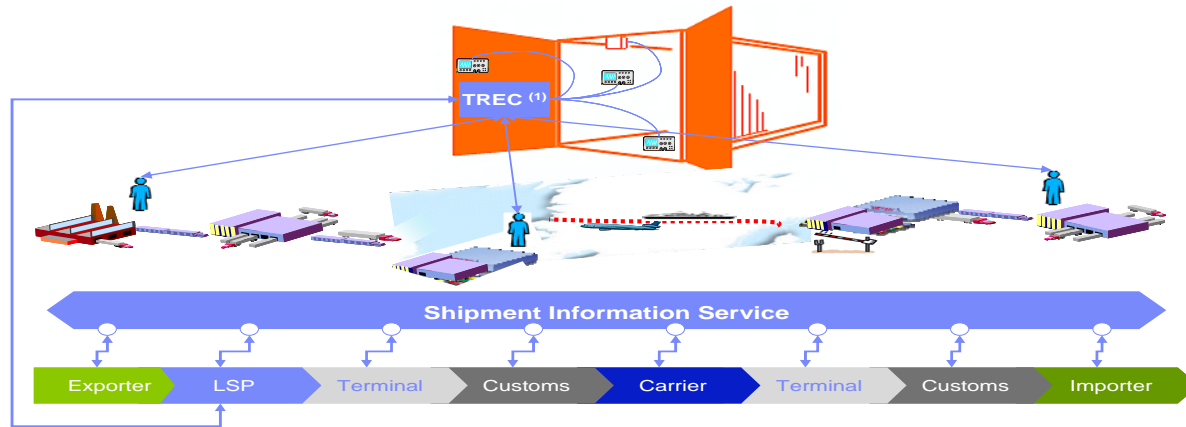 TREC (1)
Shipment Information Service
Exporter
LSP
Terminal
Customs
Carrier
Terminal
Customs
Importer